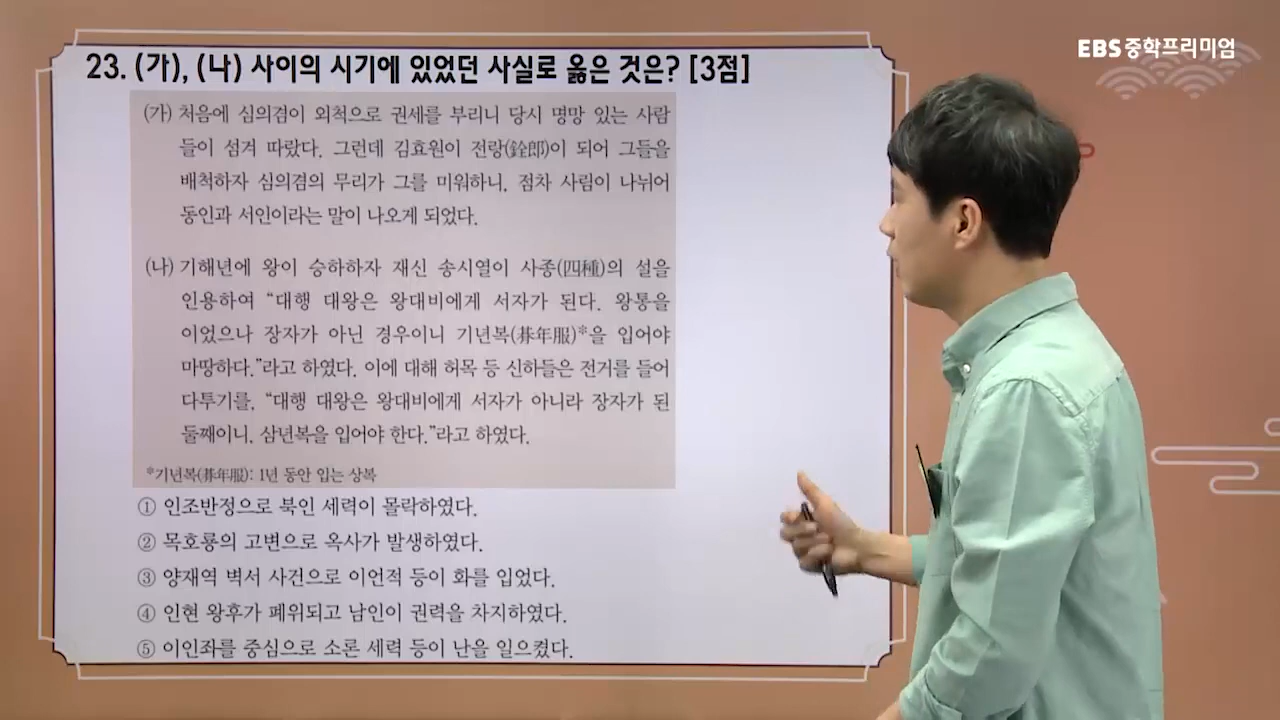 EBS 중학프리미엄
23. (가), (나) 사이의 시기에 있었던 사실로 옳은 것은? [3점]
(가) 처음에 심의겸이 외척으로 권세를 부리니 당시 명망 있는 사람
들이 섬겨 따랐다. 그런데 김효원이 전랑(銓郎)이 되어 그들을
배척하자 심의겸의 무리가 그를 미워하니, 점차 사림이 나뉘어
동인과 서인이라는 말이 나오게 되었다.
(나) 기해년에 왕이 승하하자 재신 송시열이 사종(四種)의 설을
인용하여 “대행 대왕은 왕대비에게 서자가 된다. 왕통을
이었으나 장자가 아닌 경우이니 기년복(朞年服)*을 입어야
마땅하다.”라고 하였다. 이에 대해 허목 등 신하들은 전거를 들어
다투기를, “대행 대왕은 왕대비에게 서자가 아니라 장자가 된
둘째이니, 삼년복을 입어야 한다.”라고 하였다.
*기년복(朞年服): 1년 동안 입는 상복
① 인조반정으로 북인 세력이 몰락하였다.
② 목호룡의 고변으로 옥사가 발생하였다.
③ 양재역 벽서 사건으로 이언적 등이 화를 입었다.
④ 인현 왕후가 폐위되고 남인이 권력을 차지하였다.
⑤ 이인좌를 중심으로 소론 세력 등이 난을 일으켰다.